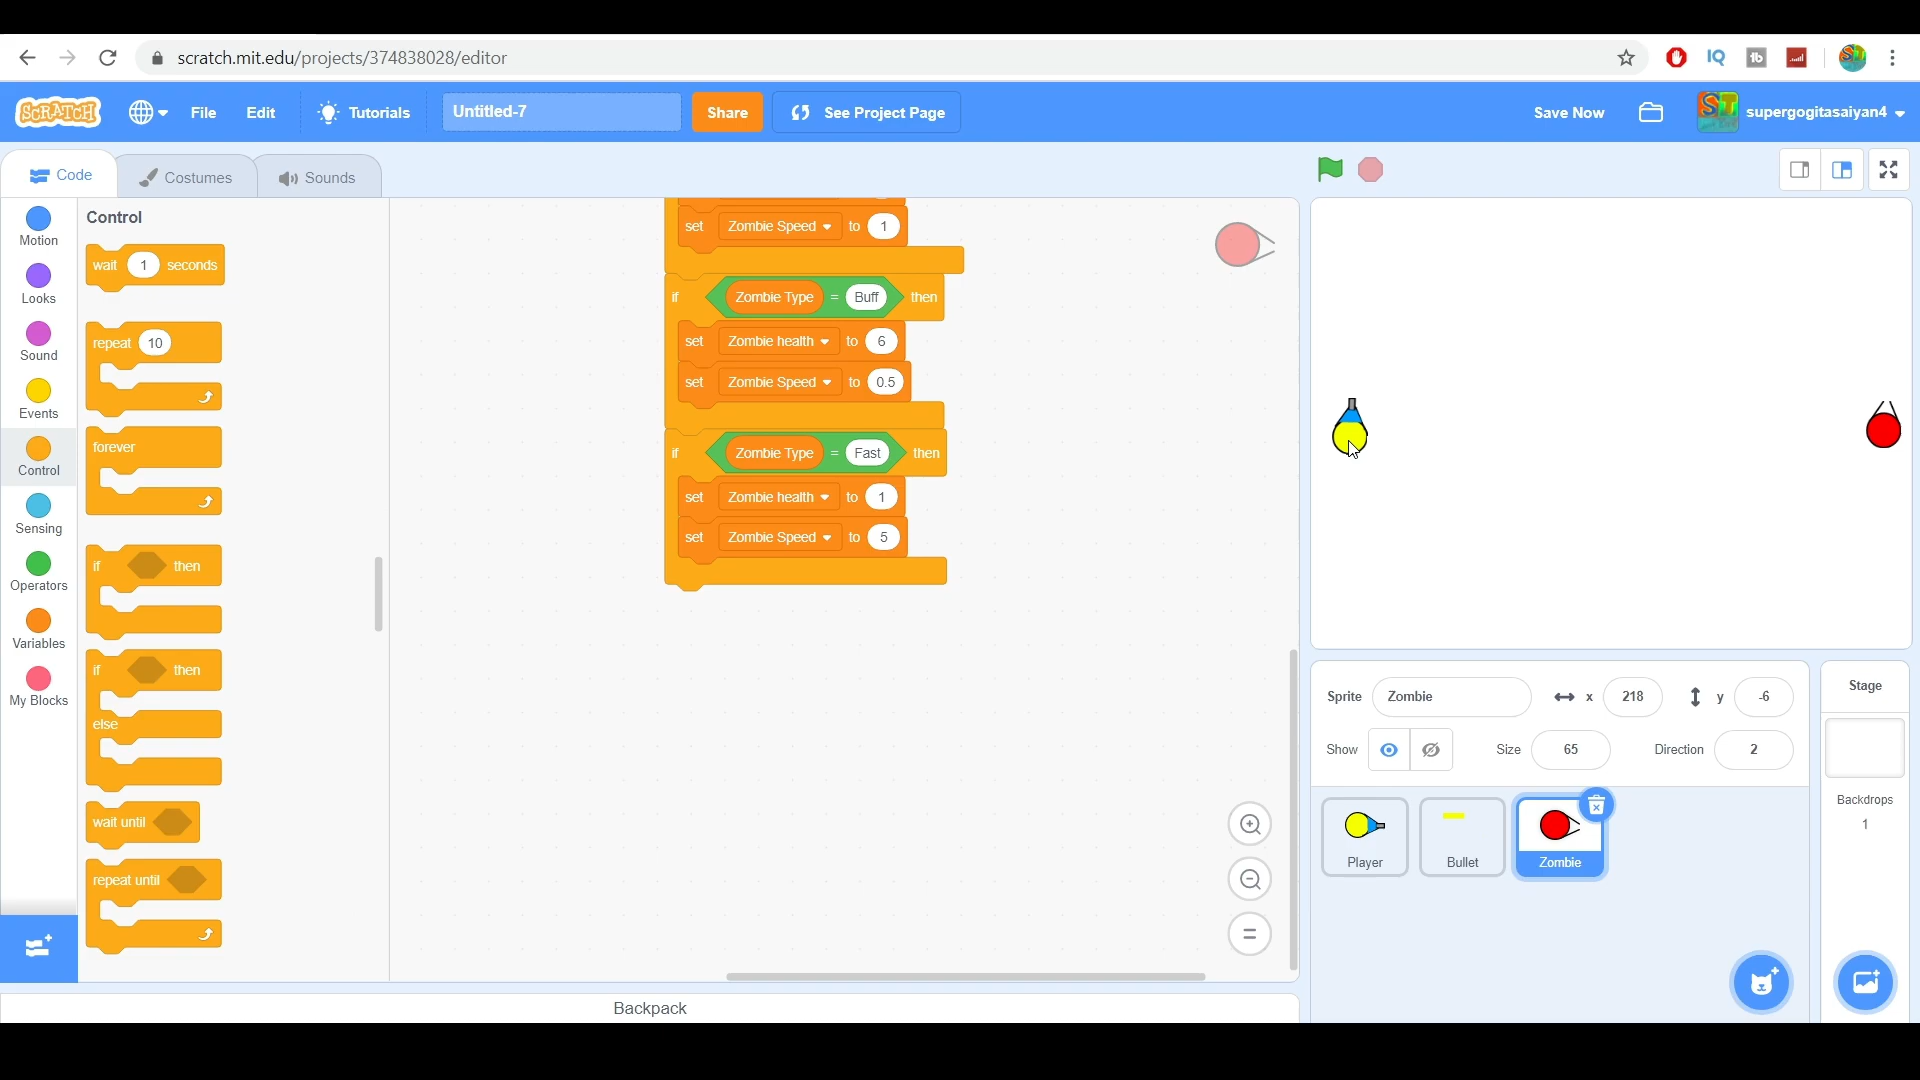 scratch.mit.edu/projects/374838028/editor
SCRATCH File Edit Tutorials Untitled-7 Share See Project Page Save Now supergogitasaiyan4
Code Costumes Sounds
Motion
Looks
Sound
Events
Control
Sensing
Operators
Variables
My Blocks
Control
wait 1 seconds
repeat 10
forever
if then
if then
else
wait until
repeat until
set Zombie Speed to 1
if Zombie Type = Buff then
set Zombie health to 6
set Zombie Speed to 0.5
if Zombie Type = Fast then
set Zombie health to 1
set Zombie Speed to 5
Backpack
Sprite Zombie x 218 y -6
Show Size 65 Direction 2
Player
Bullet
Zombie
Stage
Backdrops
1